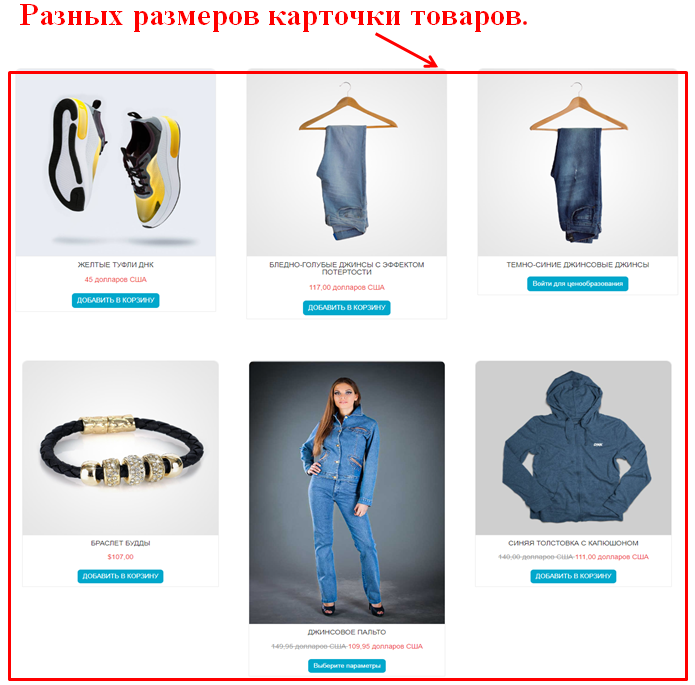 Разных размеров карточки товаров.
ЖЕЛТЫЕ ТУФЛИ ДНК
45 долларов США
ДОБАВИТЬ В КОРЗИНУ
БЛЕДНО-ГОЛУБЫЕ ДЖИНСЫ С ЭФФЕКТОМ
ПОТЕРТОСТИ
117,00 долларов США
ДОБАВИТЬ В КОРЗИНУ
ТЕМНО-СИНИЕ ДЖИНСОВЫЕ ДЖИНСЫ
Войти для ценообразования
БРАСЛЕТ БУДДЫ
$107,00
ДОБАВИТЬ В КОРЗИНУ
ДЖИНСОВОЕ ПАЛЬТО
149,95 долларов США 109,95 долларов США
Выберите параметры
СИНЯЯ ТОЛСТОВКА С КАПЮШОНОМ
140,00 долларов США 111,00 долларов США
ДОБАВИТЬ В КОРЗИНУ